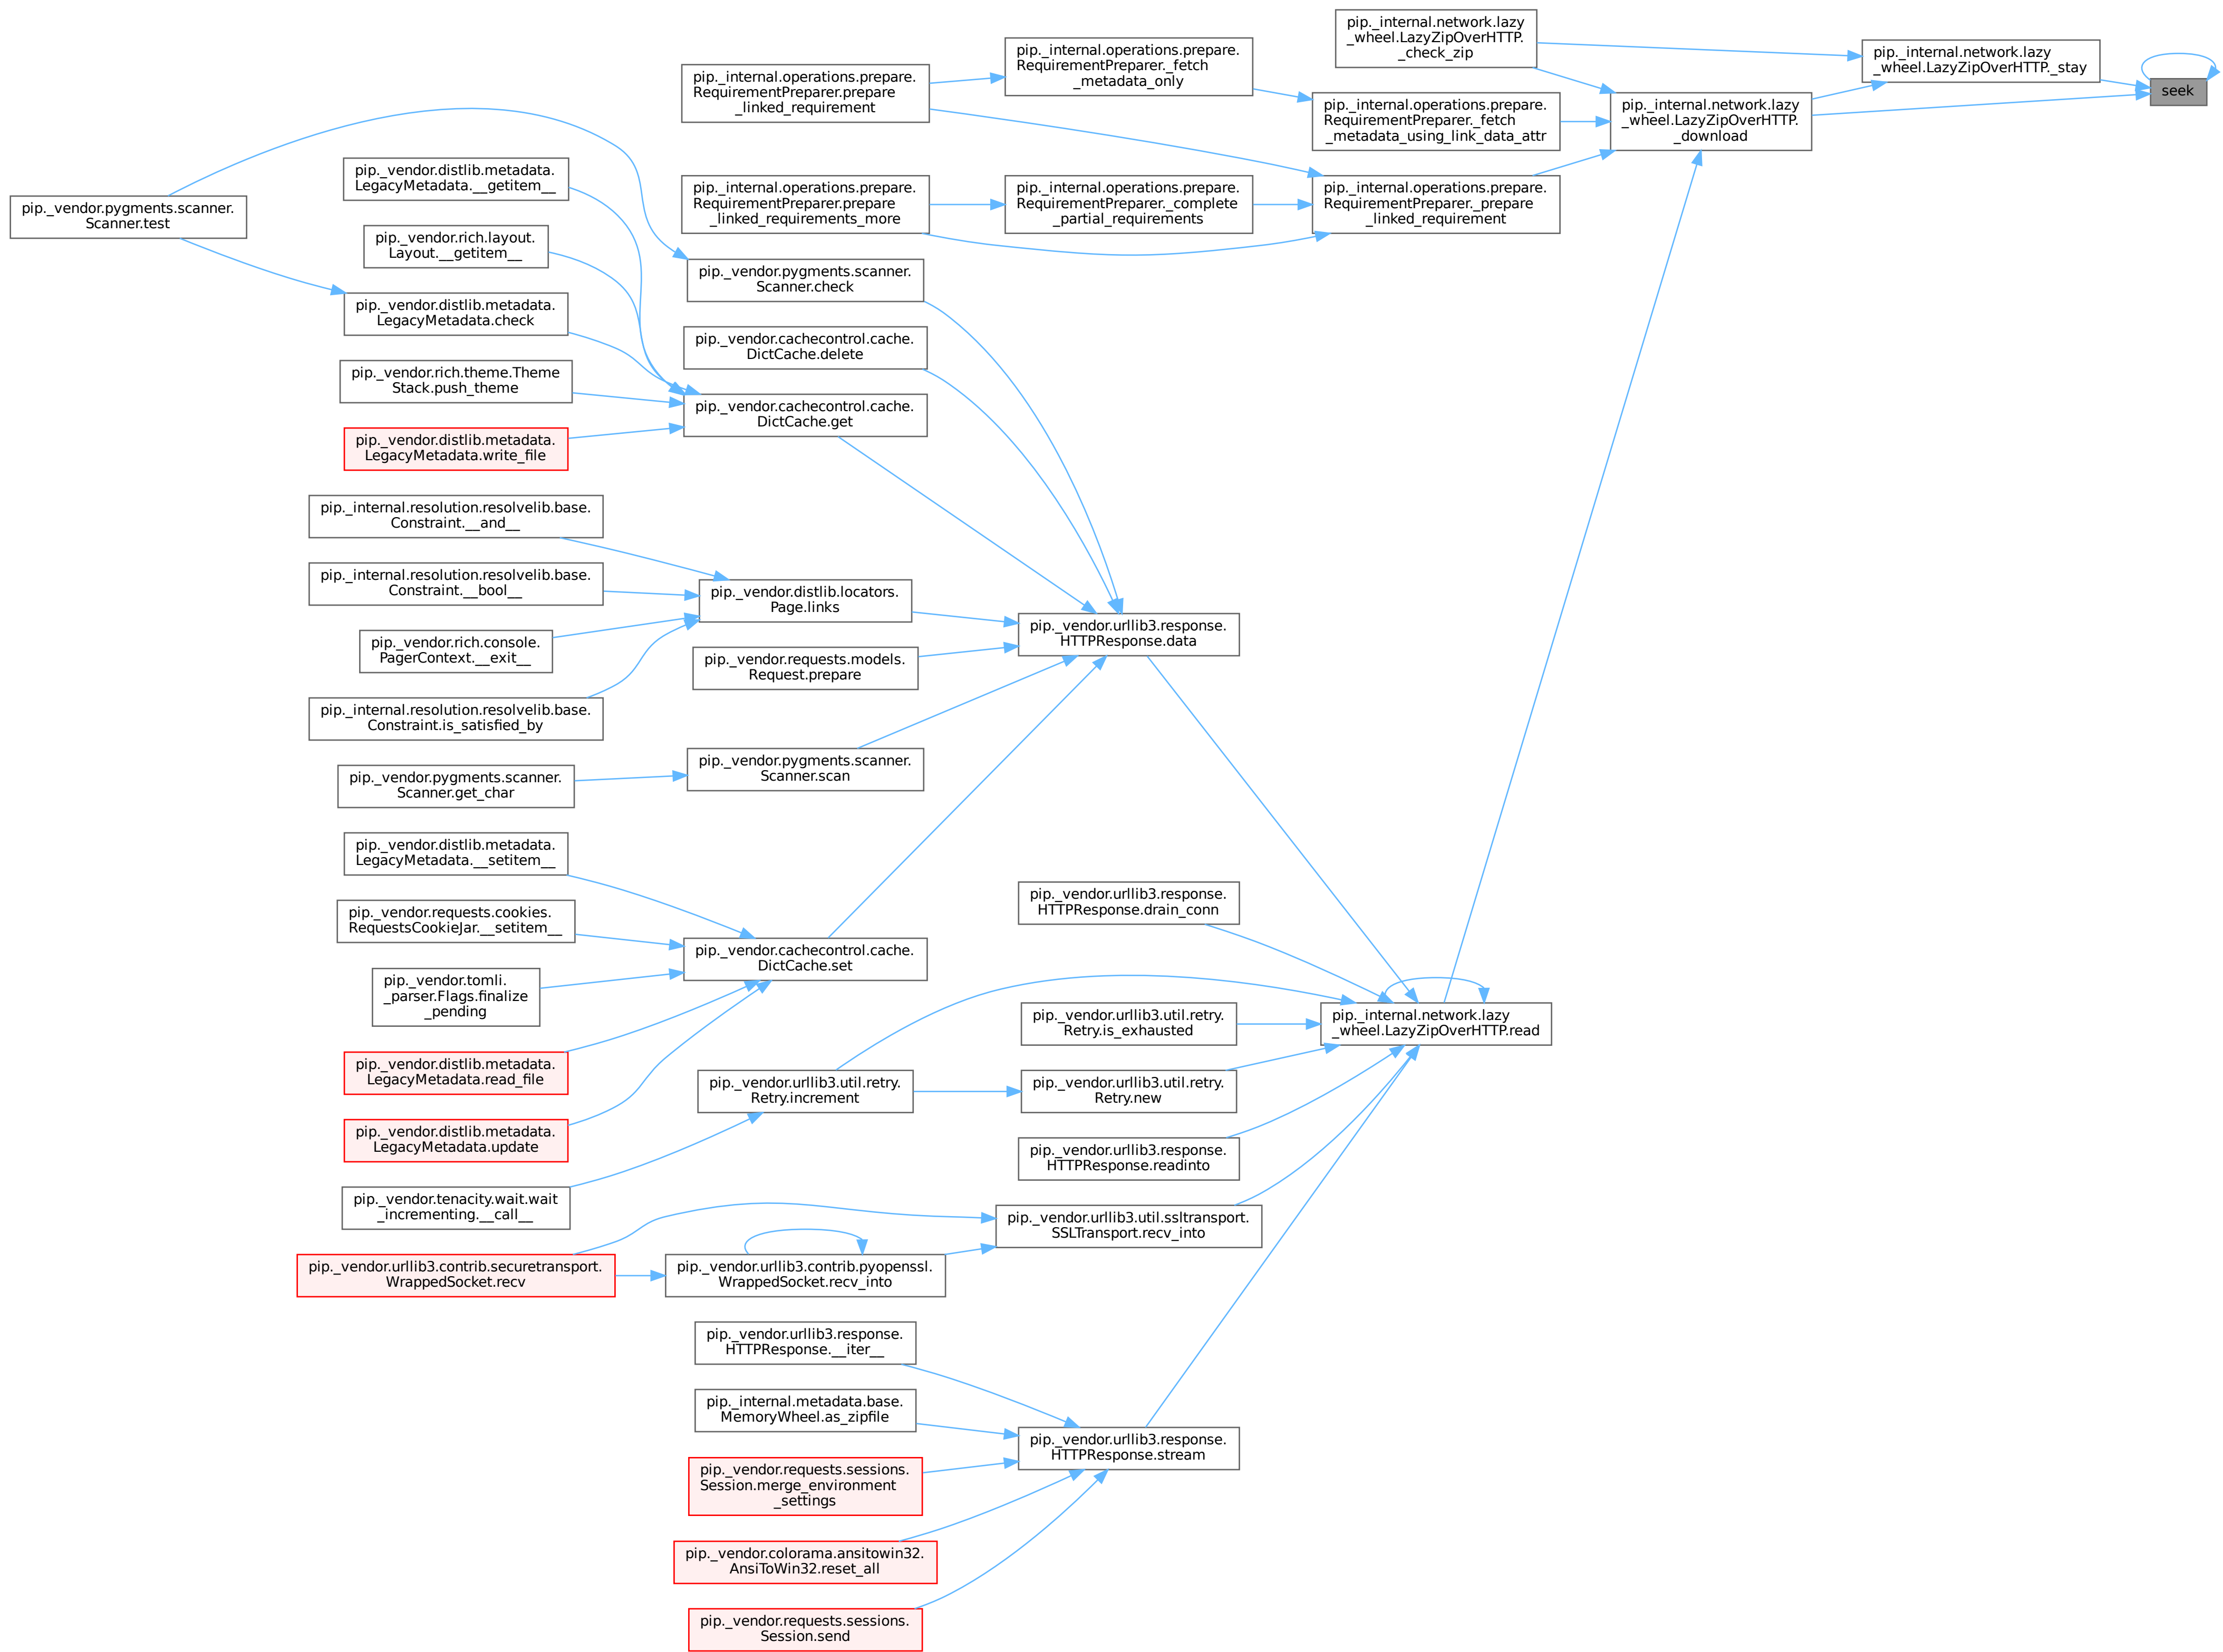 pip._internal.network.lazy
_wheel.LazyZipOverHTTP.
_check_zip
pip._internal.network.lazy
_wheel.LazyZipOverHTTP._stay
seek
pip._internal.operations.prepare.
RequirementPreparer._fetch
_metadata_only
pip._internal.operations.prepare.
RequirementPreparer.prepare
_linked_requirement
pip._internal.operations.prepare.
RequirementPreparer._fetch
_metadata_using_link_data_attr
pip._internal.network.lazy
_wheel.LazyZipOverHTTP.
_download
pip._vendor.distlib.metadata.
LegacyMetadata.__getitem__
pip._internal.operations.prepare.
RequirementPreparer.prepare
_linked_requirements_more
pip._internal.operations.prepare.
RequirementPreparer._complete
_partial_requirements
pip._internal.operations.prepare.
RequirementPreparer._prepare
_linked_requirement
pip._vendor.pygments.scanner.
Scanner.test
pip._vendor.rich.layout.
Layout.__getitem__
pip._vendor.pygments.scanner.
Scanner.check
pip._vendor.distlib.metadata.
LegacyMetadata.check
pip._vendor.cachecontrol.cache.
DictCache.delete
pip._vendor.rich.theme.Theme
Stack.push_theme
pip._vendor.cachecontrol.cache.
DictCache.get
pip._vendor.distlib.metadata.
LegacyMetadata.write_file
pip._internal.resolution.resolvelib.base.
Constraint.__and__
pip._internal.resolution.resolvelib.base.
Constraint.__bool__
pip._vendor.distlib.locators.
Page.links
pip._vendor.urllib3.response.
HTTPResponse.data
pip._vendor.rich.console.
PagerContext.__exit__
pip._vendor.requests.models.
Request.prepare
pip._internal.resolution.resolvelib.base.
Constraint.is_satisfied_by
pip._vendor.pygments.scanner.
Scanner.scan
pip._vendor.pygments.scanner.
Scanner.get_char
pip._vendor.distlib.metadata.
LegacyMetadata.__setitem__
pip._vendor.urllib3.response.
HTTPResponse.drain_conn
pip._vendor.requests.cookies.
RequestsCookieJar.__setitem__
pip._vendor.cachecontrol.cache.
DictCache.set
pip._vendor.tomli.
_parser.Flags.finalize
_pending
pip._vendor.urllib3.util.retry.
Retry.is_exhausted
pip._internal.network.lazy
_wheel.LazyZipOverHTTP.read
pip._vendor.distlib.metadata.
LegacyMetadata.read_file
pip._vendor.urllib3.util.retry.
Retry.increment
pip._vendor.urllib3.util.retry.
Retry.new
pip._vendor.distlib.metadata.
LegacyMetadata.update
pip._vendor.urllib3.response.
HTTPResponse.readinto
pip._vendor.tenacity.wait.wait
_incrementing.__call__
pip._vendor.urllib3.util.ssltransport.
SSLTransport.recv_into
pip._vendor.urllib3.contrib.securetransport.
WrappedSocket.recv
pip._vendor.urllib3.contrib.pyopenssl.
WrappedSocket.recv_into
pip._vendor.urllib3.response.
HTTPResponse.__iter__
pip._internal.metadata.base.
MemoryWheel.as_zipfile
pip._vendor.urllib3.response.
HTTPResponse.stream
pip._vendor.requests.sessions.
Session.merge_environment
_settings
pip._vendor.colorama.ansitowin32.
AnsiToWin32.reset_all
pip._vendor.requests.sessions.
Session.send